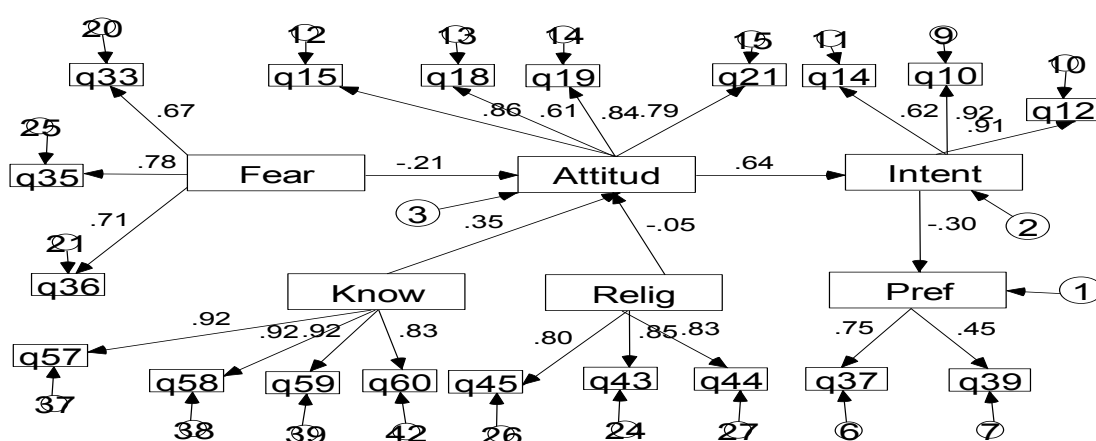 20 12 13 14 15 11 9 10
q33 q15 q18 q19 q21 q14 q10 q12
.67 .86 .61 .84 .79 .62 .92 .91
25
q35 .78 Fear -.21 Attitud .64 Intent
.71 3 .35 -.05 -.30 2
21
q36 Know Relig Pref 1
.92 .92 .92 .83 .80 .85 .83 .75 .45
q57 q58 q59 q60 q45 q43 q44 q37 q39
37 38 39 42 26 24 27 6 7